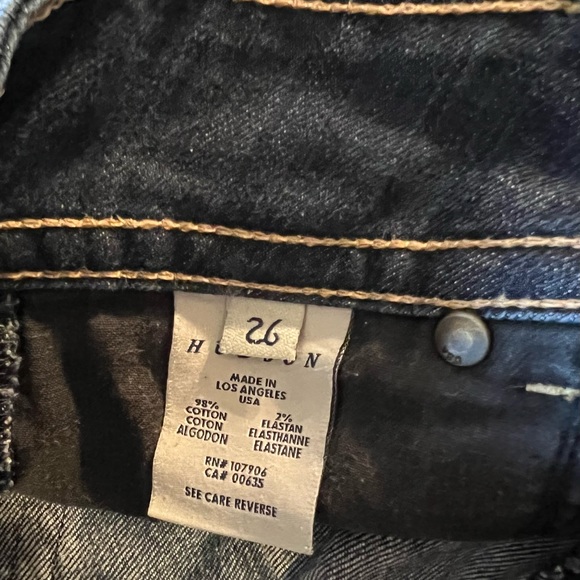 26
HUDSON
MADE IN
LOS ANGELES
USA
98%
COTTON
COTON
ALGODON
2%
ELASTAN
ELASTHANNE
ELASTANE
RN# 107906
CA# 00635
SEE CARE REVERSE